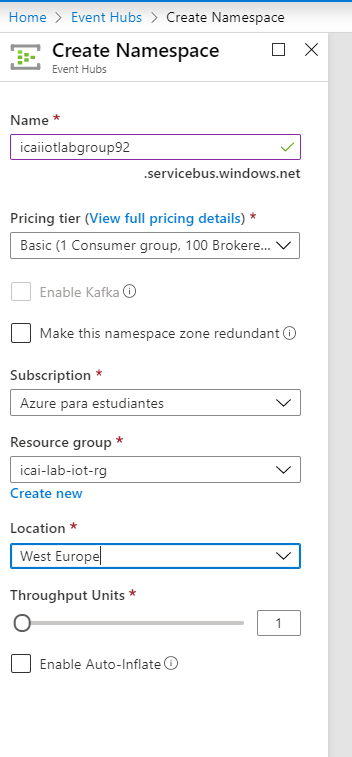 Home > Event Hubs > Create Namespace
Create Namespace
Event Hubs
Name *
icaiiotlabgroup92
.servicebus.windows.net
Pricing tier (View full pricing details) *
Basic (1 Consumer group, 100 Brokere...
Enable Kafka
Make this namespace zone redundant
Subscription *
Azure para estudiantes
Resource group *
icai-lab-iot-rg
Create new
Location *
West Europe
Throughput Units *
1
Enable Auto-Inflate